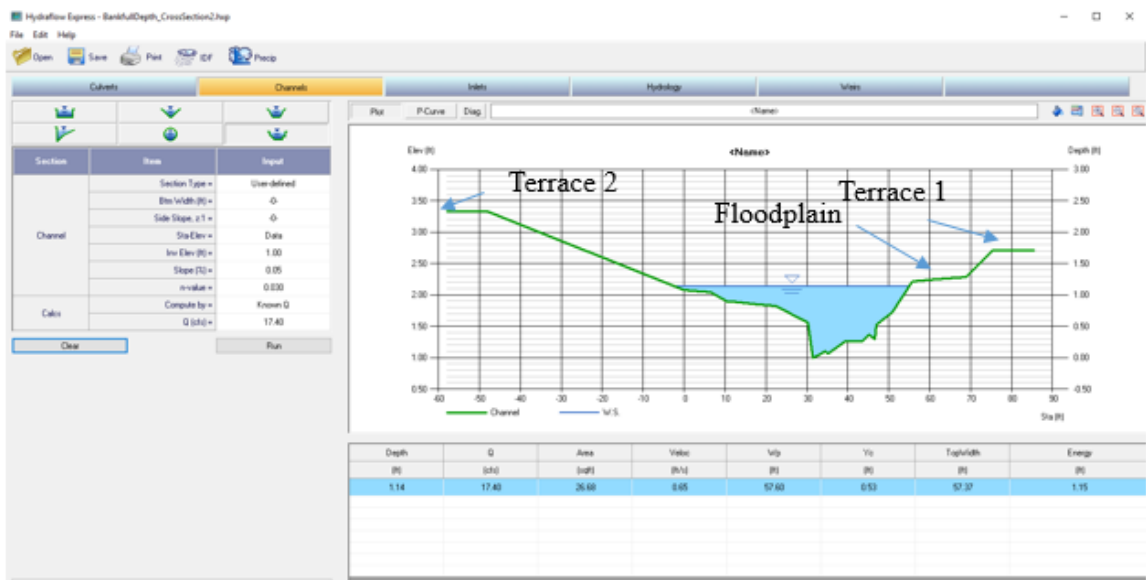 Hydraflow Express - BankfullDepth_CrossSection2.hxp
File Edit Help
Open Save Print IDF Precip
Culverts Channels Inlets Hydrology Weirs
Plot P-Curve Diag <Name>
Section Item Input
Section Type = User-defined
Btm Width (ft) = -0-
Side Slope, z:1 = -0-
Channel Sta-Elev = Data
Inv Elev (ft) = 1.00
Slope (%) = 0.05
n-value = 0.030
Calcs Compute by = Known Q
Q (cfs) = 17.40
Clear Run
Elev (ft) <Name> Depth (ft)
4.00 3.00
Terrace 2 Terrace 1
3.50 2.50
Floodplain
3.00 2.00
2.50 1.50
2.00 1.00
1.50 0.50
1.00 0.00
0.50 -0.50
-60 -50 -40 -30 -20 -10 0 10 20 30 40 50 60 70 80 90
Channel W.S. Sta (ft)
Depth Q Area Veloc Wp Yc TopWidth Energy
(ft) (cfs) (sqft) (ft/s) (ft) (ft) (ft) (ft)
1.14 17.40 26.68 0.65 57.60 0.53 57.37 1.15